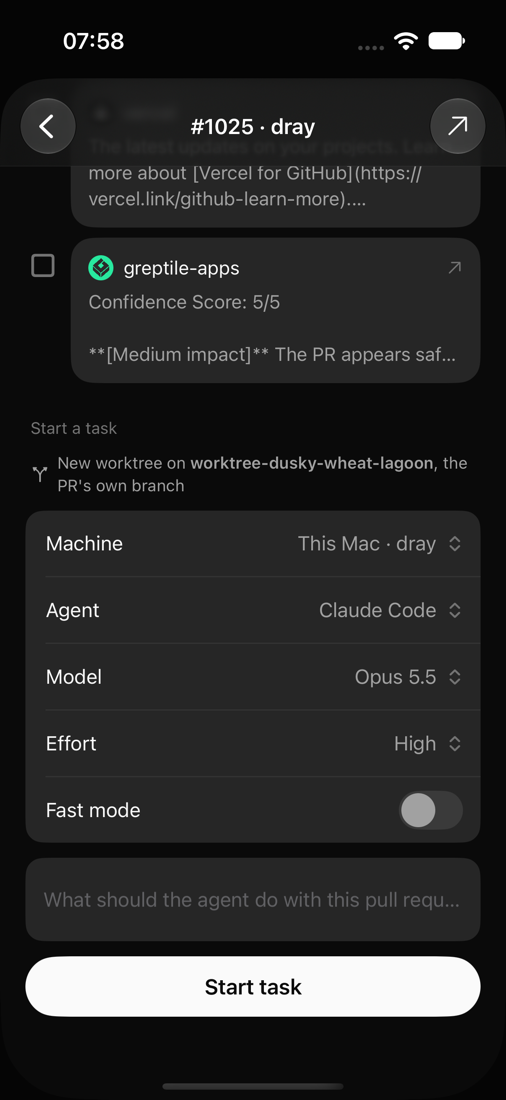 07:58
#1025 · dray
The latest updates on your projects.
more about [Vercel for GitHub](https://
vercel.link/github-learn-more)....
greptile-apps
Confidence Score: 5/5
**[Medium impact]** The PR appears saf...
Start a task
New worktree on worktree-dusky-wheat-lagoon, the
PR's own branch
Machine
This Mac · dray
Agent
Claude Code
Model
Opus 5.5
Effort
High
Fast mode
What should the agent do with this pull requ...
Start task